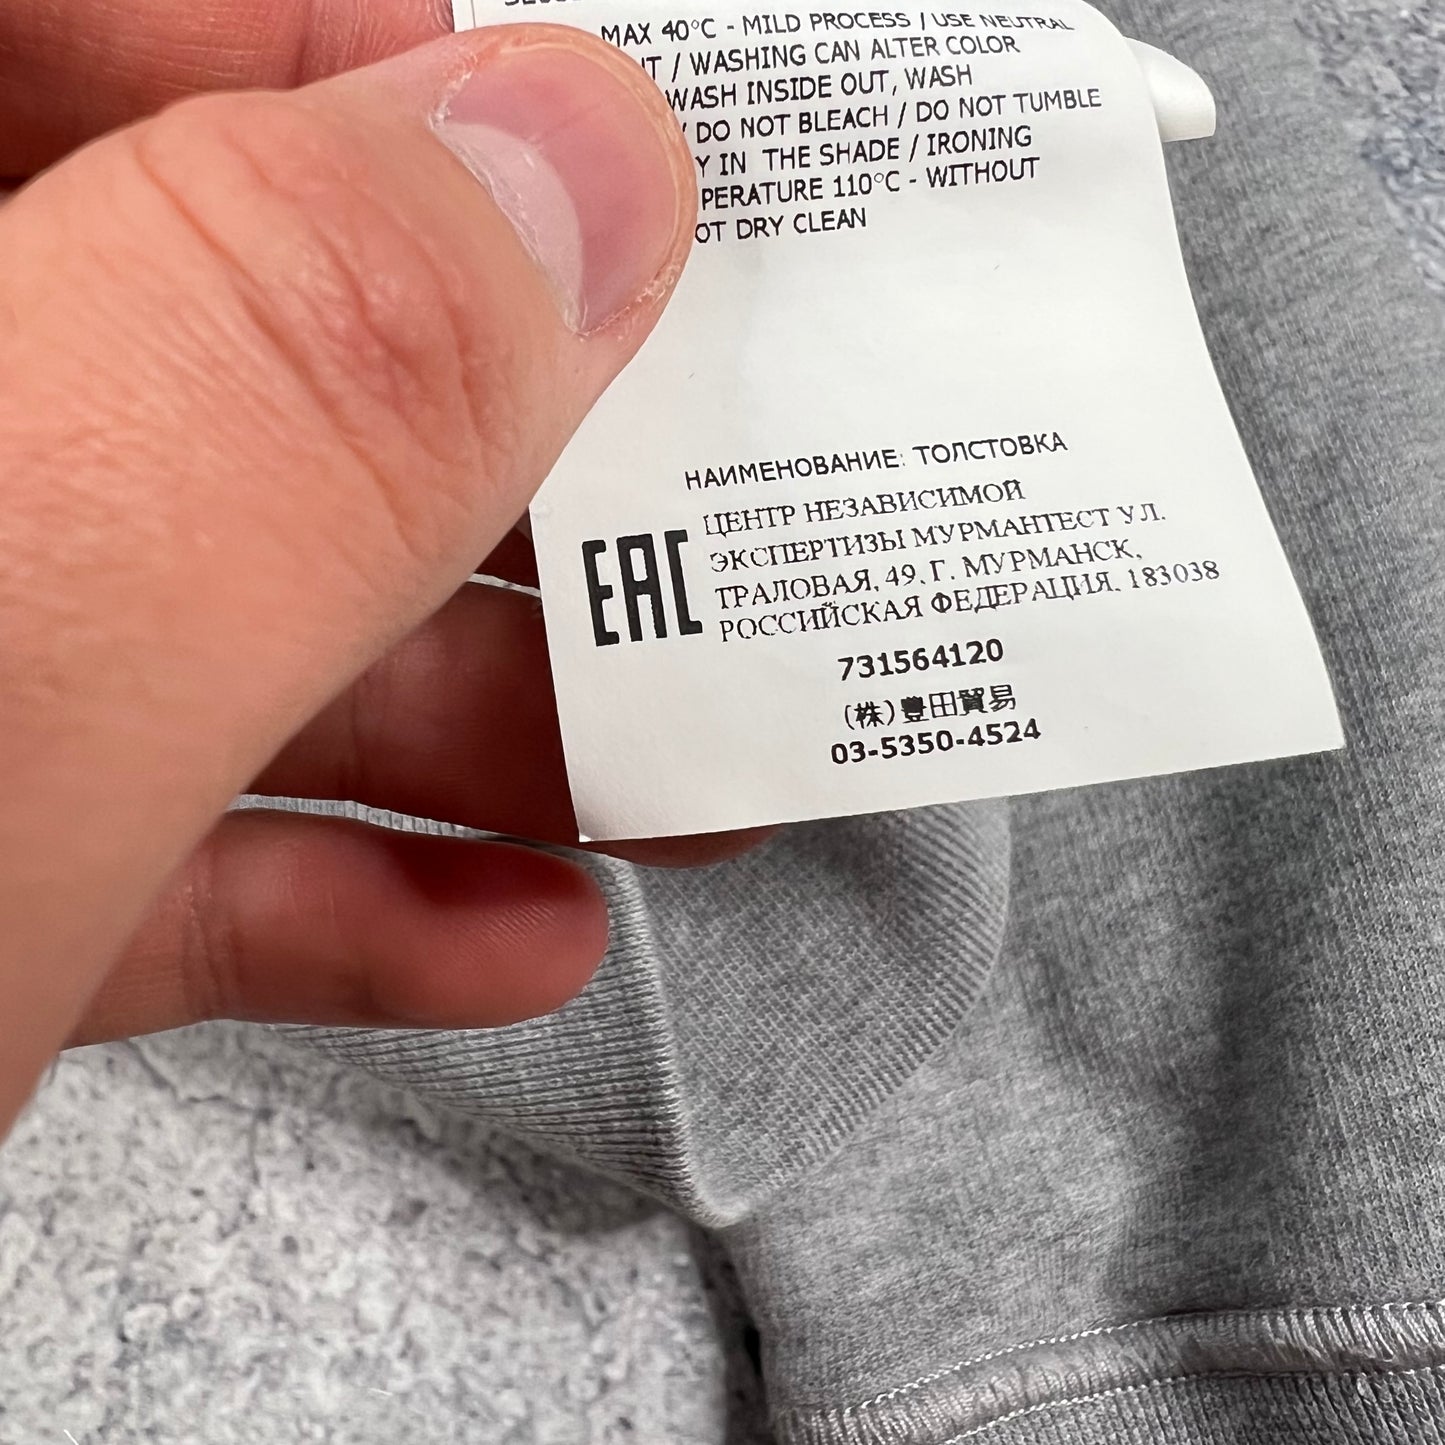 MAX 40°C - MILD PROCESS / USE NEUTRAL
/ WASHING CAN ALTER COLOR
WASH INSIDE OUT, WASH
/ DO NOT BLEACH / DO NOT TUMBLE
IN THE SHADE / IRONING
110°C - WITHOUT
DRY CLEAN
НАИМЕНОВАНИЕ: ТОЛСТОВКА
EAC
ЦЕНТР НЕЗАВИСИМОЙ
ЭКСПЕРТИЗЫ МУРМАНТЕСТ УЛ.
ТРАЛОВАЯ, 49, Г. МУРМАНСК,
РОССИЙСКАЯ ФЕДЕРАЦИЯ, 183038
731564120
(株)豊田貿易
03-5350-4524